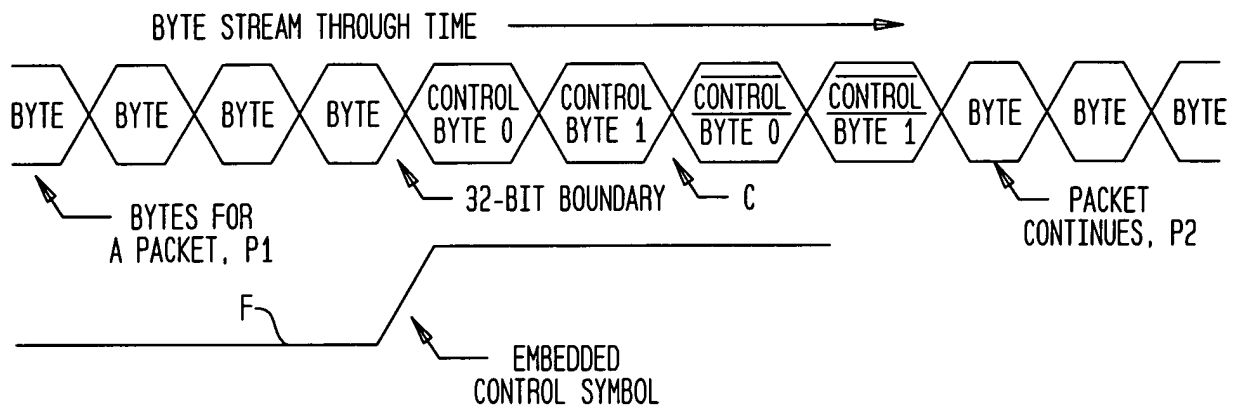 BYTE STREAM THROUGH TIME
BYTE BYTE BYTE BYTE CONTROL BYTE 0 CONTROL BYTE 1 CONTROL BYTE 0 CONTROL BYTE 1 BYTE BYTE BYTE
BYTES FOR
A PACKET, P1
32-BIT BOUNDARY
C
PACKET
CONTINUES, P2
F
EMBEDDED
CONTROL SYMBOL